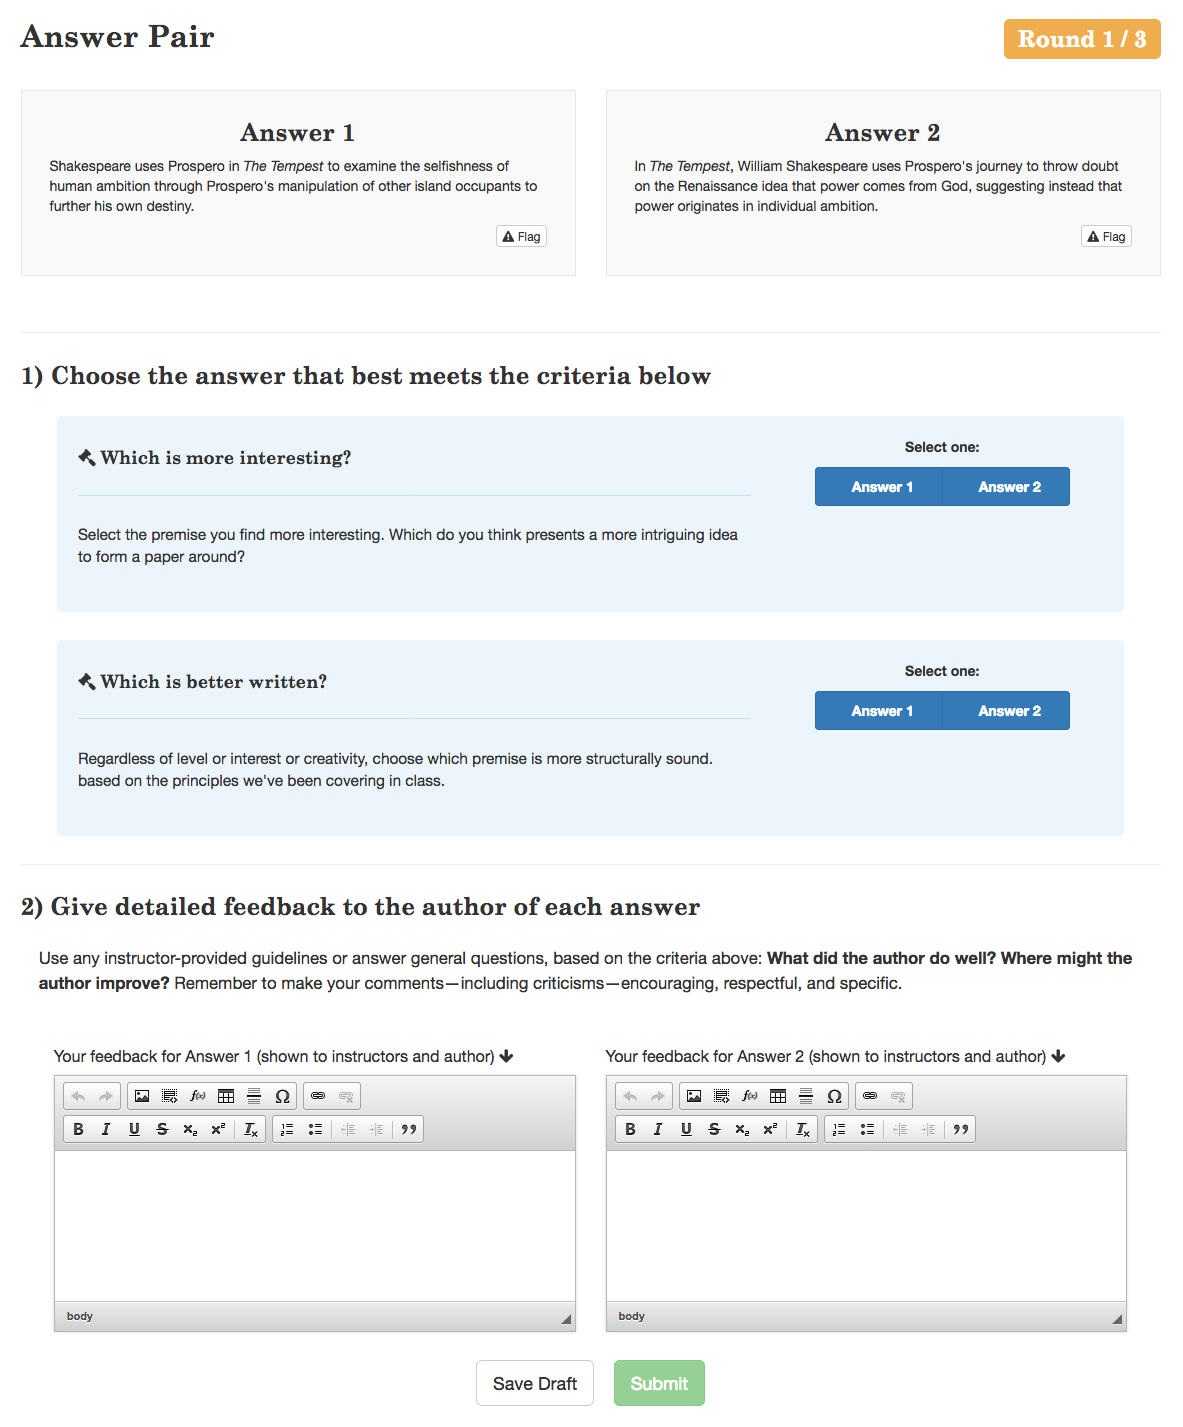 Answer Pair
Round 1 / 3
Answer 1
Shakespeare uses Prospero in The Tempest to examine the selfishness of
human ambition through Prospero's manipulation of other island occupants to
further his own destiny.
Flag
Answer 2
In The Tempest, William Shakespeare uses Prospero's journey to throw doubt
on the Renaissance idea that power comes from God, suggesting instead that
power originates in individual ambition.
Flag
1) Choose the answer that best meets the criteria below
Which is more interesting?
Select one:
Answer 1 Answer 2
Select the premise you find more interesting. Which do you think presents a more intriguing idea
to form a paper around?
Which is better written?
Select one:
Answer 1 Answer 2
Regardless of level or interest or creativity, choose which premise is more structurally sound.
based on the principles we've been covering in class.
2) Give detailed feedback to the author of each answer
Use any instructor-provided guidelines or answer general questions, based on the criteria above: What did the author do well? Where might the
author improve? Remember to make your comments—including criticisms—encouraging, respectful, and specific.
Your feedback for Answer 1 (shown to instructors and author)
f(x) Ω
B I U S x₂ x² Tx
body
Your feedback for Answer 2 (shown to instructors and author)
f(x) Ω
B I U S x₂ x² Tx
body
Save Draft Submit